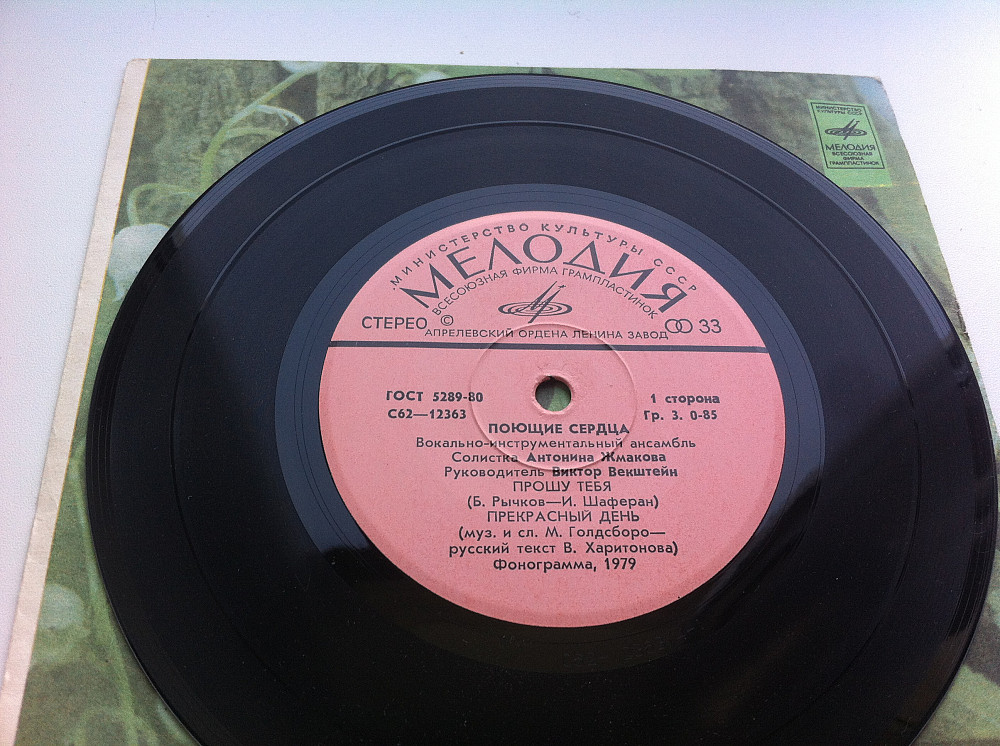 МИНИСТЕРСТВО
КУЛЬТУРЫ СССР
МЕЛОДИЯ
ВСЕСОЮЗНАЯ
ФИРМА
ГРАМПЛАСТИНОК
·МИНИСТЕРСТВО КУЛЬТУРЫ СССР
МЕЛОДИЯ
ВСЕСОЮЗНАЯ ФИРМА ГРАМПЛАСТИНОК
СТЕРЕО © 33
АПРЕЛЕВСКИЙ ОРДЕНА ЛЕНИНА ЗАВОД
ГОСТ 5289-80 1 сторона
С62—12363 Гр. 3. 0-85
ПОЮЩИЕ СЕРДЦА
Вокально-инструментальный ансамбль
Солистка Антонина Жмакова
Руководитель Виктор Векштейн
ПРОШУ ТЕБЯ
(Б. Рычков—И. Шаферан)
ПРЕКРАСНЫЙ ДЕНЬ
(муз. и сл. М. Голдсборо—
русский текст В. Харитонова)
Фонограмма, 1979